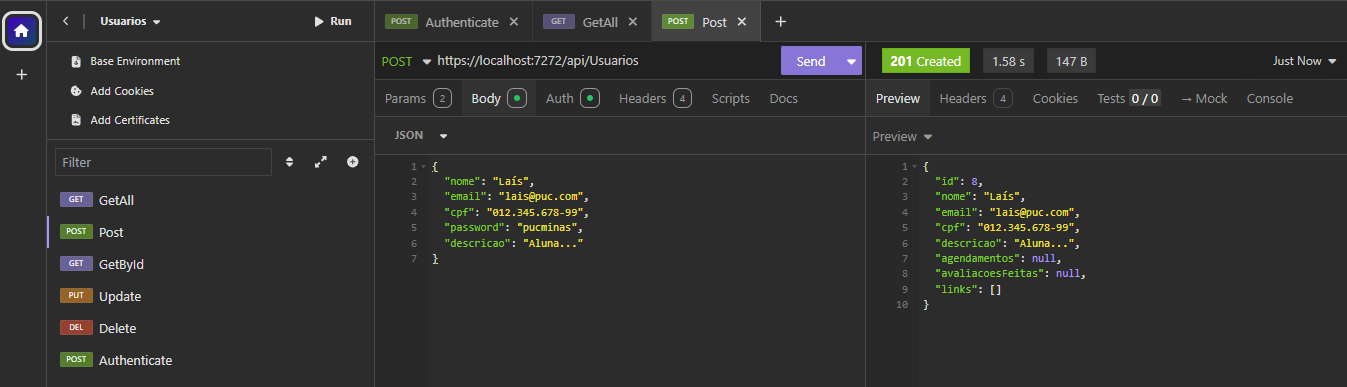 Usuarios
Run
Base Environment
Add Cookies
Add Certificates
Filter
GET GetAll
POST Post
GET GetById
PUT Update
DEL Delete
POST Authenticate
POST Authenticate
GET GetAll
POST Post
POST https://localhost:7272/api/Usuarios
Send
Params 2 Body Auth Headers 4 Scripts Docs
JSON
1 {
2 "nome": "Laís",
3 "email": "lais@puc.com",
4 "cpf": "012.345.678-99",
5 "password": "pucminas",
6 "descricao": "Aluna..."
7 }
201 Created 1.58 s 147 B Just Now
Preview Headers 4 Cookies Tests 0 / 0 → Mock Console
Preview
1 {
2 "id": 8,
3 "nome": "Laís",
4 "email": "lais@puc.com",
5 "cpf": "012.345.678-99",
6 "descricao": "Aluna...",
7 "agendamentos": null,
8 "avaliacoesFeitas": null,
9 "links": []
10 }